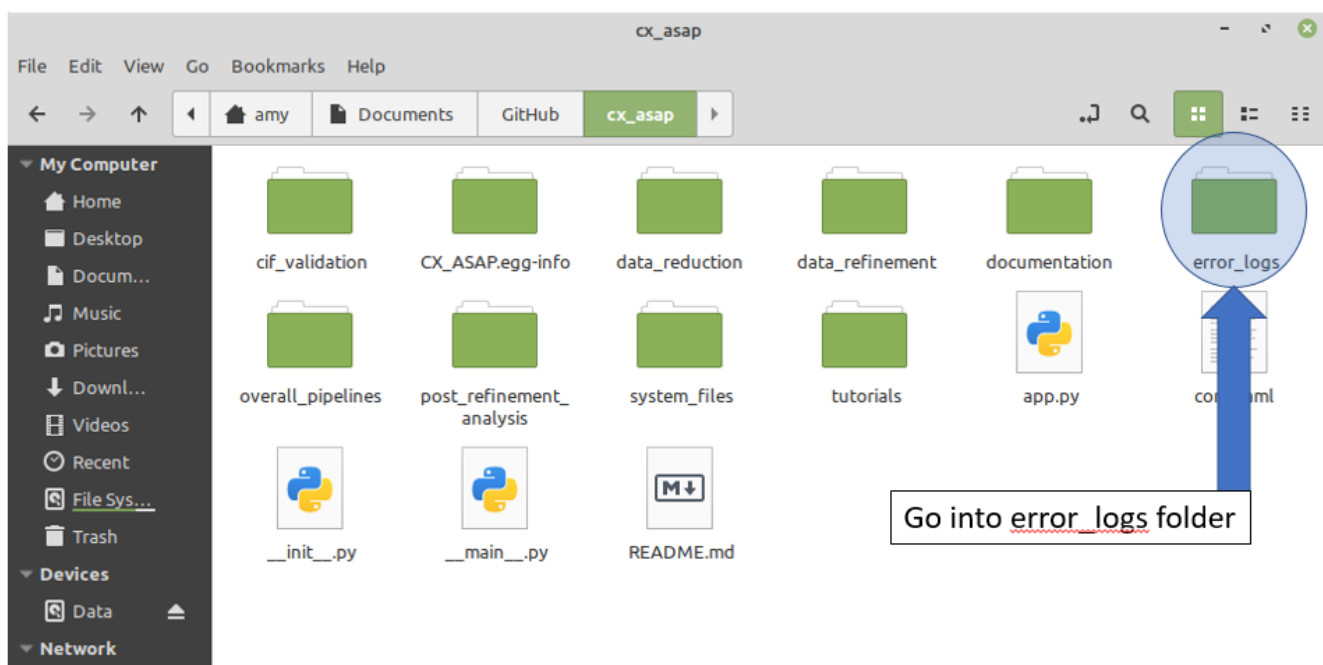 cx_asap
File Edit View Go Bookmarks Help
amy Documents GitHub cx_asap
My Computer
Home
Desktop
Docum...
Music
Pictures
Downl...
Videos
Recent
File Sys...
Trash
Devices
Data
Network
cif_validation CX_ASAP.egg-info data_reduction data_refinement documentation error_logs
overall_pipelines post_refinement_ system_files tutorials app.py
analysis
__init__.py __main__.py README.md
Go into error_logs folder